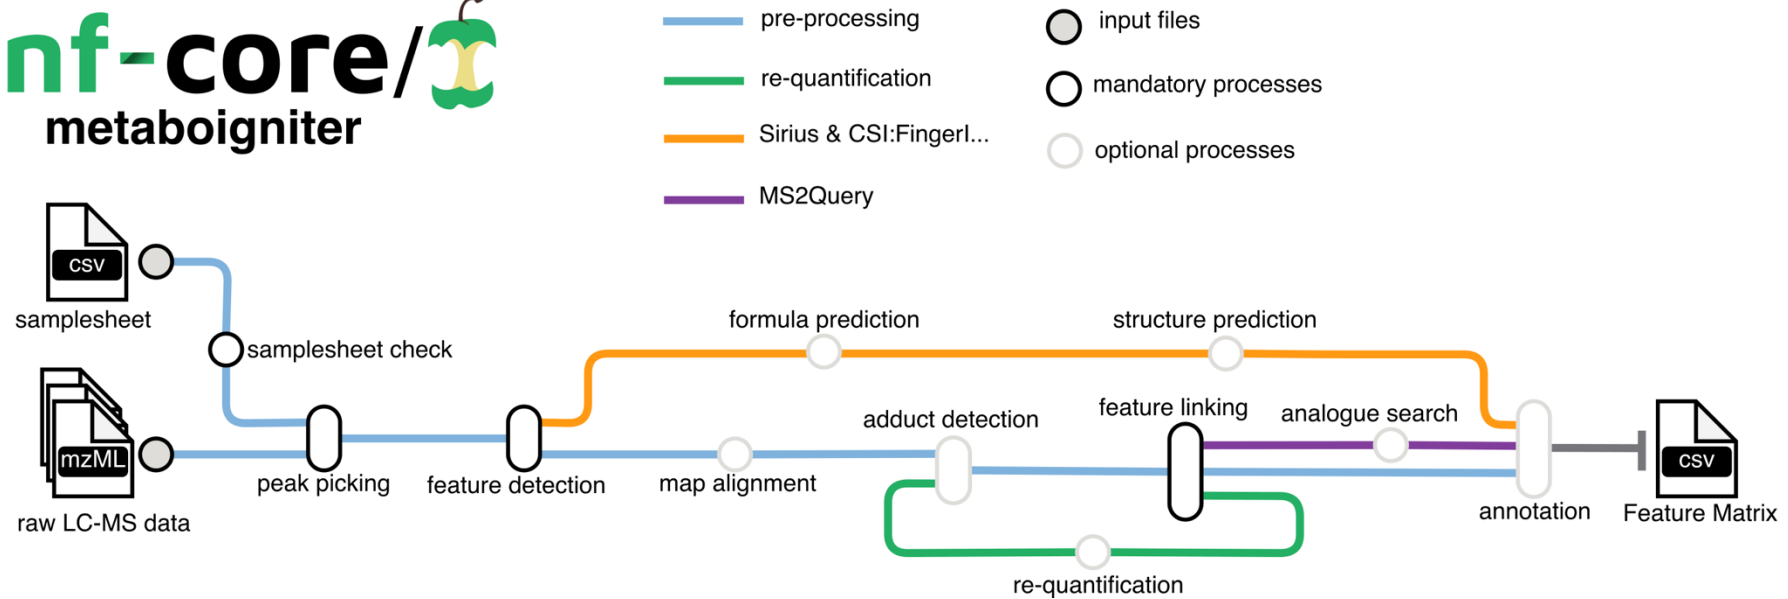 nf-core/
metaboigniter
pre-processing
re-quantification
Sirius & CSI:FingerI...
MS2Query
input files
mandatory processes
optional processes
CSV
samplesheet
samplesheet check
mzML
raw LC-MS data
peak picking
feature detection
formula prediction
structure prediction
map alignment
adduct detection
feature linking
analogue search
re-quantification
annotation
CSV
Feature Matrix